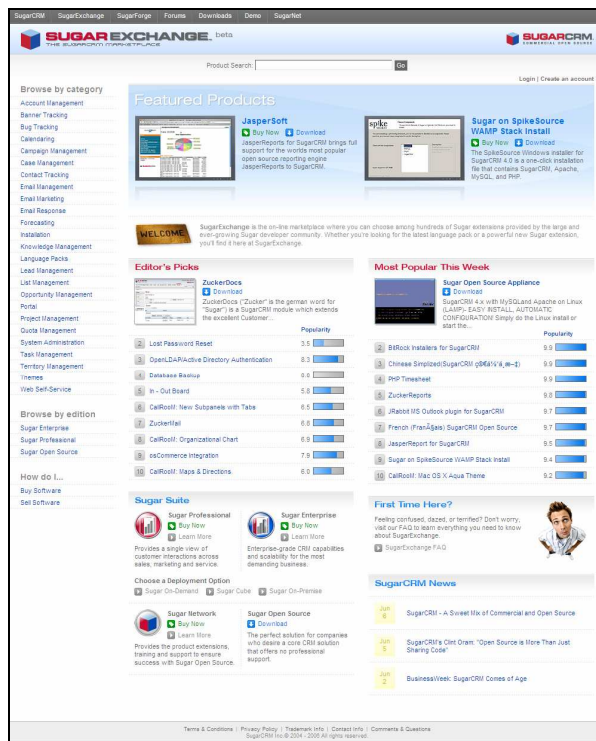 SugarCRM SugarExchange SugarForge Forums Downloads Demo SugarNet
SUGAREXCHANGE. beta
THE SUGARCRM MARKETPLACE
SUGARCRM.
COMMERCIAL OPEN SOURCE
Product Search: Go
Login | Create an account
Browse by category
Account Management
Banner Tracking
Bug Tracking
Calendaring
Campaign Management
Case Management
Contact Tracking
Email Management
Email Marketing
Email Response
Forecasting
Installation
Knowledge Management
Language Packs
Lead Management
List Management
Opportunity Management
Portal
Project Management
Quota Management
System Administration
Task Management
Territory Management
Themes
Web Self-Service
Browse by edition
Sugar Enterprise
Sugar Professional
Sugar Open Source
How do I...
Buy Software
Sell Software
Featured Products
JasperSoft
Buy Now Download
JasperReports for SugarCRM brings full
support for the worlds most popular
open source reporting engine
JasperReports to SugarCRM.
spike
Sugar on SpikeSource
WAMP Stack Install
Buy Now Download
The SpikeSource Windows installer for
SugarCRM 4.0 is a one-click installation
file that contains SugarCRM, Apache,
MySQL, and PHP.
WELCOME
SugarExchange is the on-line marketplace where you can choose among hundreds of Sugar extensions provided by the large and
ever-growing Sugar developer community. Whether you're looking for the latest language pack or a powerful new Sugar extension,
you'll find it here at SugarExchange.
Editor's Picks
ZuckerDocs
Download
ZuckerDocs ("Zucker" is the german word for
"Sugar") is a SugarCRM module which extends
the excellent Customer...
Popularity
2 Lost Password Reset 3.5
3 OpenLDAP/Active Directory Authentication 8.3
4 Database Backup 0.0
5 In - Out Board 5.8
6 CallRooM: New Subpanels with Tabs 6.5
7 ZuckerMail 6.8
8 CallRooM: Organizational Chart 6.9
9 osCommerce Integration 7.9
10 CallRooM: Maps & Directions 6.0
Most Popular This Week
Sugar Open Source Appliance
Download
SugarCRM 4.x with MySQLand Apache on Linux
(LAMP)- EASY INSTALL, AUTOMATIC
CONFIGURATION! Simply do the Linux install or
start the...
Popularity
2 BitRock Installers for SugarCRM 9.9
3 Chinese Simplized(SugarCRM 9.9
4 PHP Timesheet 9.9
5 ZuckerReports 9.8
6 JRabbit MS Outlook plugin for SugarCRM 9.7
7 French (FranÃ§ais) SugarCRM Open Source 9.7
8 JasperReport for SugarCRM 9.5
9 Sugar on SpikeSource WAMP Stack Install 9.4
10 CallRooM: Mac OS X Aqua Theme 9.2
Sugar Suite
Sugar Professional
Buy Now
Learn More
Provides a single view of
customer interactions across
sales, marketing and service.
Sugar Enterprise
Buy Now
Learn More
Enterprise-grade CRM capabilities
and scalability for the most
demanding business.
Choose a Deployment Option
Sugar On-Demand Sugar Cube Sugar On-Premise
Sugar Network
Buy Now
Learn More
Provides the product extensions,
training and support to ensure
success with Sugar Open Source.
Sugar Open Source
Download
The perfect solution for companies
who desire a core CRM solution
that offers no professional
support.
First Time Here?
Feeling confused, dazed, or terrified? Don't worry,
visit our FAQ to learn everything you need to know
about SugarExchange.
SugarExchange FAQ
SugarCRM News
Jun 6 SugarCRM - A Sweet Mix of Commercial and Open Source
Jun 5 SugarCRM's Clint Oram: "Open Source is More Than Just
Sharing Code"
Jun 2 BusinessWeek: SugarCRM Comes of Age
Terms & Conditions | Privacy Policy | Trademark Info | Contact Info | Comments & Questions
SugarCRM Inc © 2004 - 2006 All rights reserved.